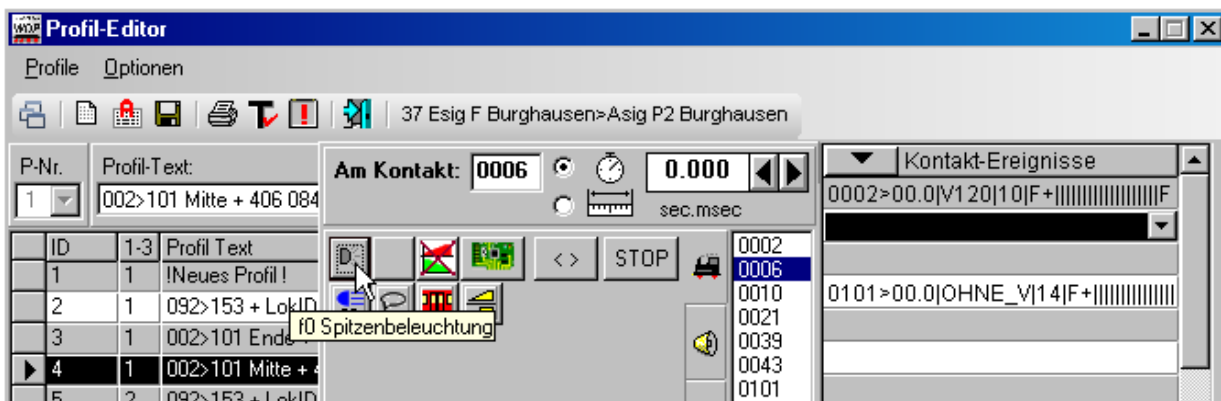 WDP Profil-Editor
Profile Optionen
37 Esig F Burghausen>Asig P2 Burghausen
P-Nr. Profil-Text:
1 002>101 Mitte + 406 084
Am Kontakt: 0006 0.000
sec.msec
Kontakt-Ereignisse
0002>00.0|V120|10|F+|||||||||||||||||||F
0101>00.0|OHNE_V|14|F+|||||||||||||||
D
< > STOP
f0 Spitzenbeleuchtung
0002
0006
0010
0021
0039
0043
0101
ID 1-3 Profil Text
1 1 !Neues Profil !
2 1 092>153 + LokID
3 1 002>101 Ende
4 1 002>101 Mitte + 4
5 2 092>153 + LokID